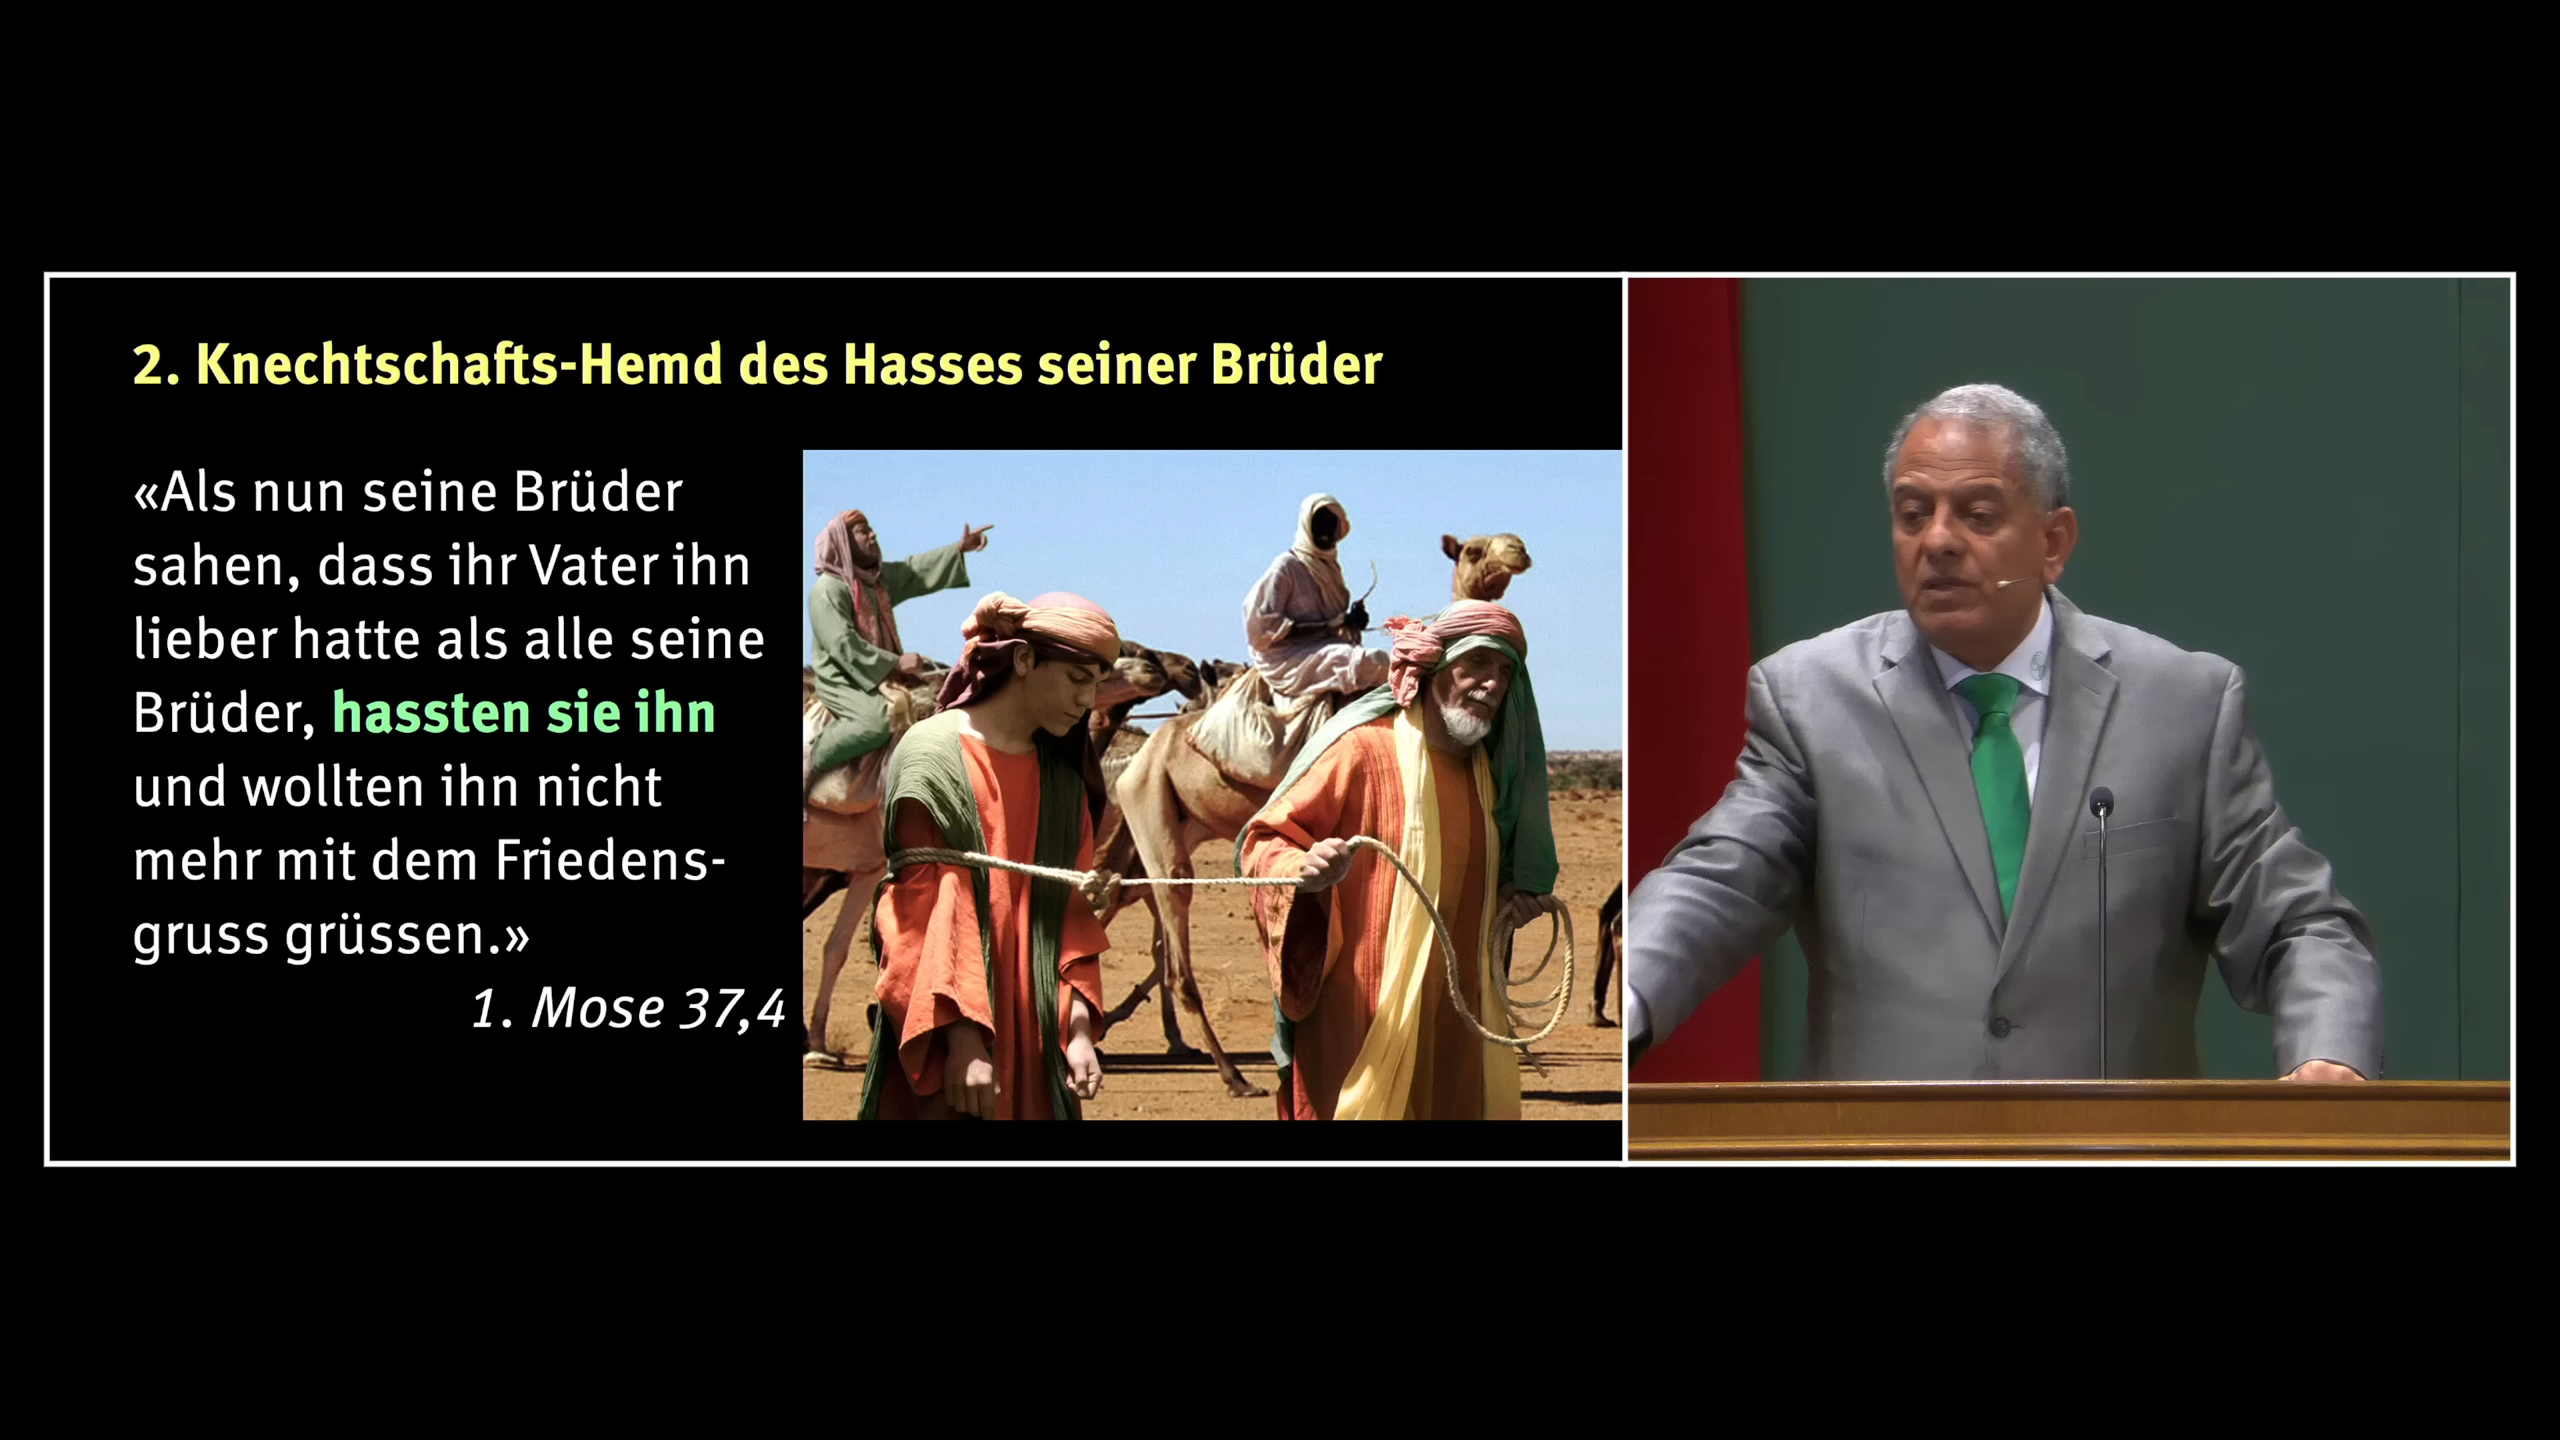 2. Knechtschafts-Hemd des Hasses seiner Brüder
«Als nun seine Brüder
sahen, dass ihr Vater ihn
lieber hatte als alle seine
Brüder, hassten sie ihn
und wollten ihn nicht
mehr mit dem Friedens-
gruss grüssen.»
1. Mose 37,4